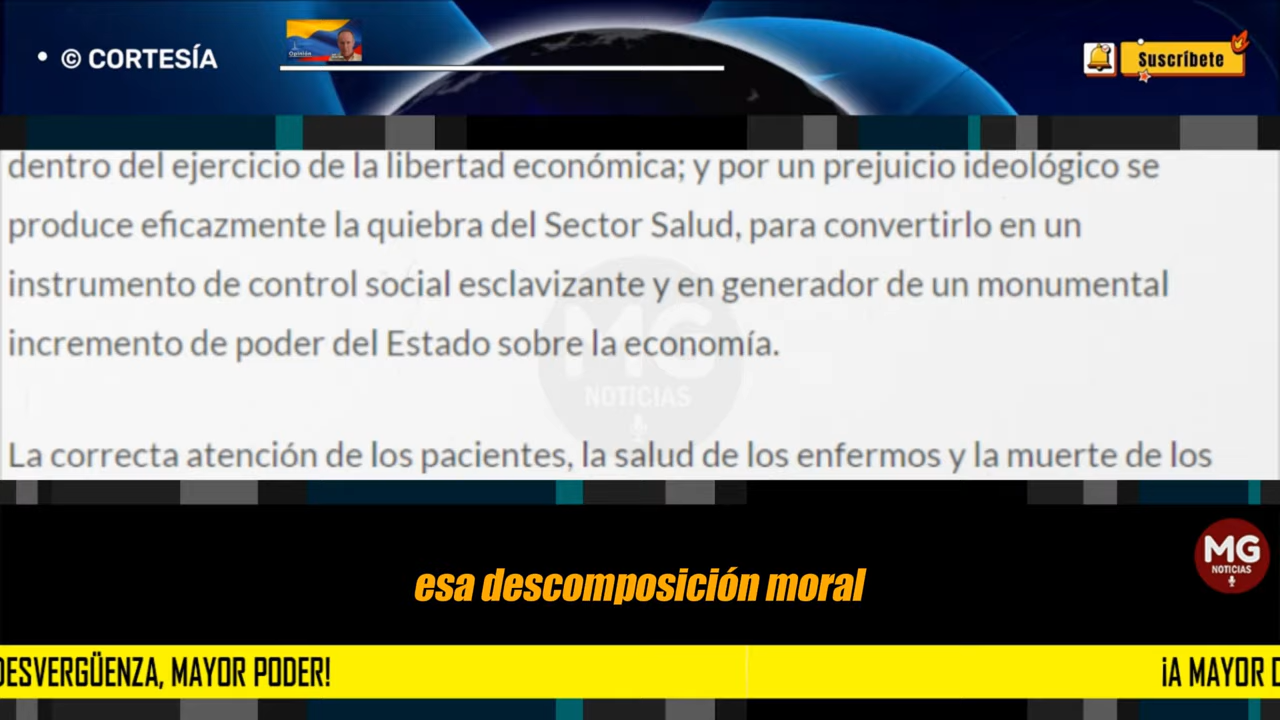 • © CORTESÍA
Opinión
Suscríbete
dentro del ejercicio de la libertad económica; y por un prejuicio ideológico se
produce eficazmente la quiebra del Sector Salud, para convertirlo en un
instrumento de control social esclavizante y en generador de un monumental
incremento de poder del Estado sobre la economía.
MG
NOTICIAS
La correcta atención de los pacientes, la salud de los enfermos y la muerte de los
esa descomposición moral
MG
NOTICIAS
DESVERGÜENZA, MAYOR PODER!
¡A MAYOR